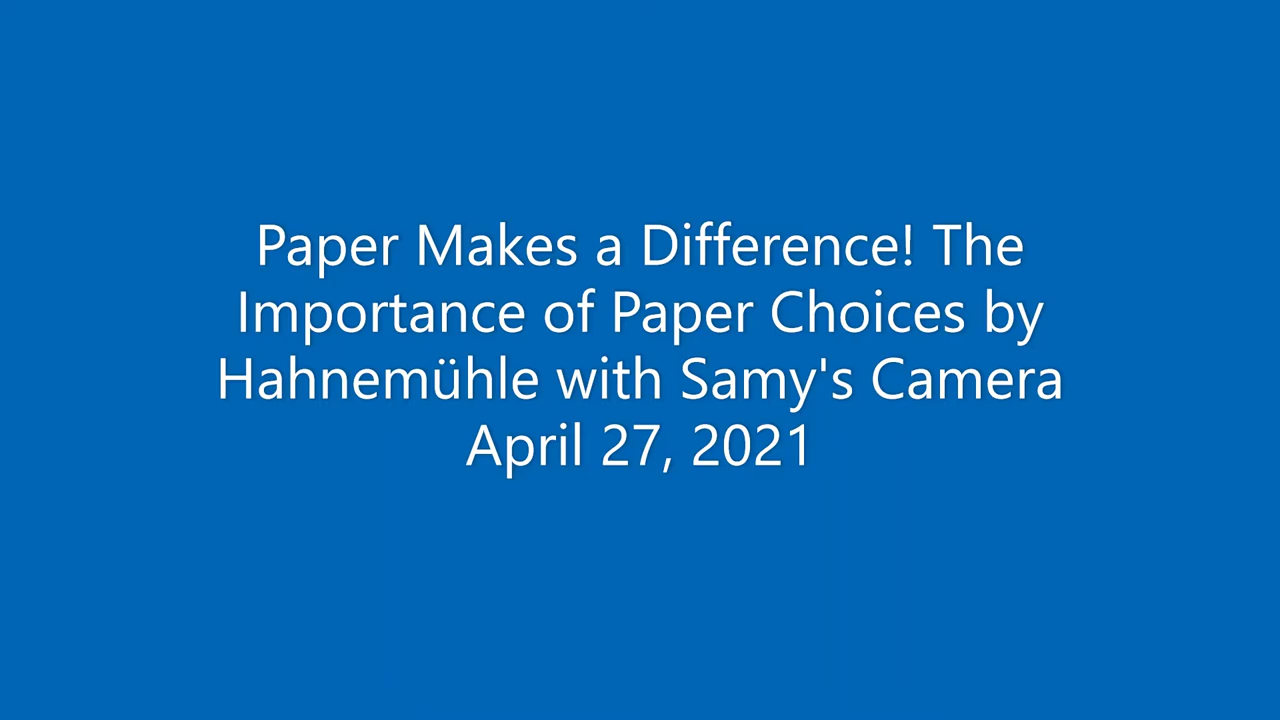 Paper Makes a Difference! The
Importance of Paper Choices by
Hahnemühle with Samy's Camera
April 27, 2021